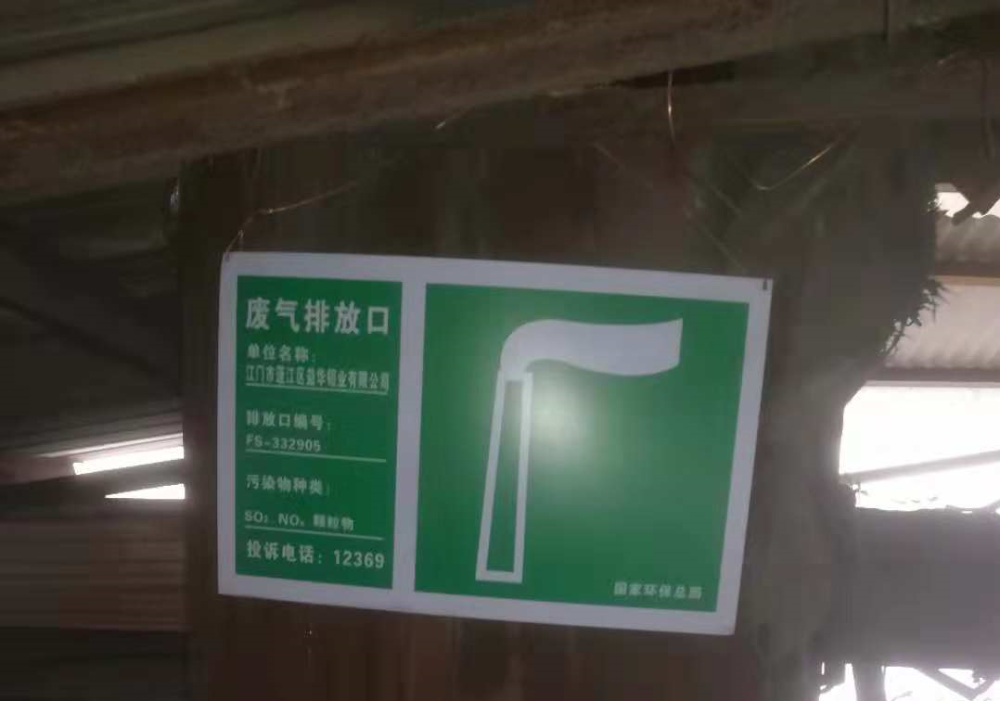 废气排放口
单位名称：
江门市蓬江区益华铝业有限公司
排放口编号：
FS-332905
污染物种类：
SO₂ NOₓ 颗粒物
投诉电话：12369
国家环保总局